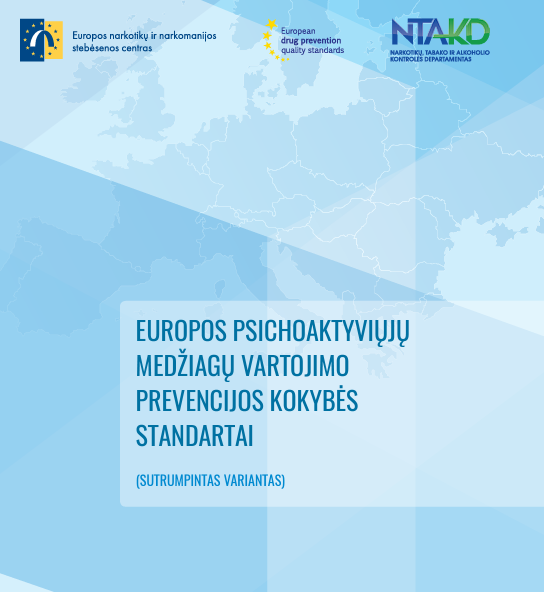 Europos narkotikų ir narkomanijos
stebėsenos centras
European
drug prevention
quality standards
NTAKD
NARKOTIKŲ, TABAKO IR ALKOHOLIO
KONTROLĖS DEPARTAMENTAS
EUROPOS PSICHOAKTYVIŲJŲ
MEDŽIAGŲ VARTOJIMO
PREVENCIJOS KOKYBĖS
STANDARTAI
(SUTRUMPINTAS VARIANTAS)